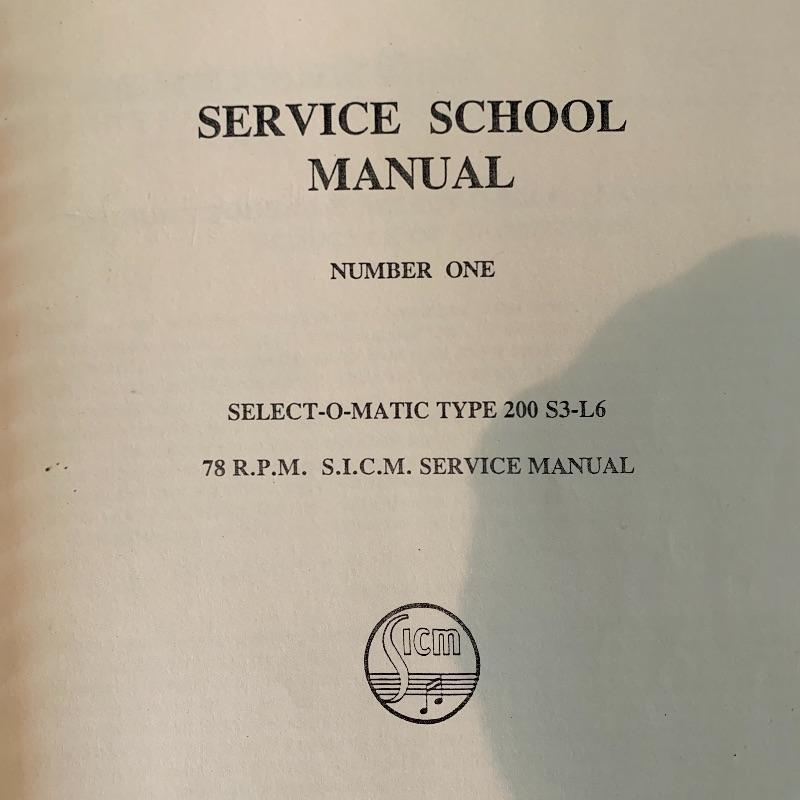 SERVICE SCHOOL
MANUAL
NUMBER ONE
SELECT-O-MATIC TYPE 200 S3-L6
78 R.P.M. S.I.C.M. SERVICE MANUAL
Sicm